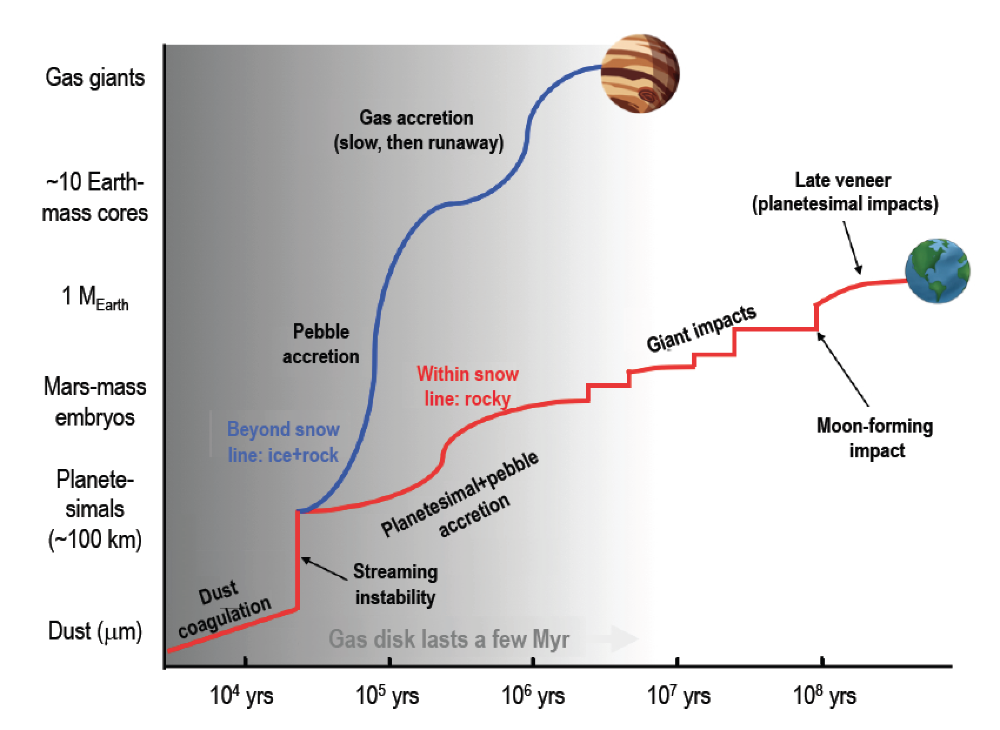 Gas giants
~10 Earth-
mass cores
1 MEarth
Mars-mass
embryos
Planete-
simals
(~100 km)
Dust (μm)
Gas accretion
(slow, then runaway)
Late veneer
(planetesimal impacts)
Pebble
accretion
Giant impacts
Within snow
line: rocky
Beyond snow
line: ice+rock
Moon-forming
impact
Planetesimal+pebble
accretion
Streaming
instability
Dust
coagulation
Gas disk lasts a few Myr
10⁴ yrs
10⁵ yrs
10⁶ yrs
10⁷ yrs
10⁸ yrs